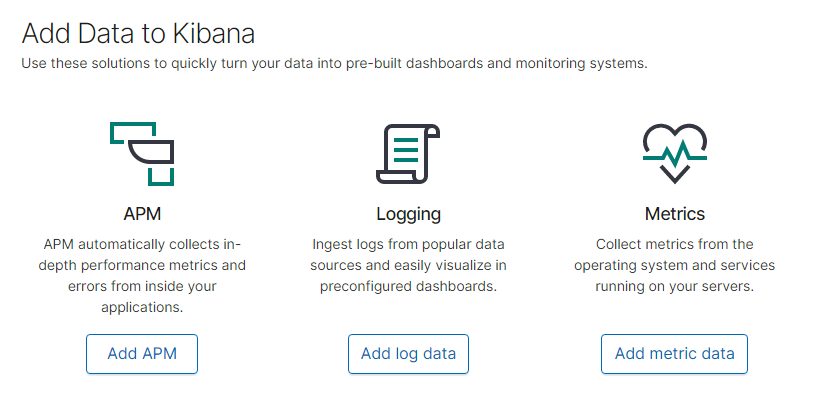 Add Data to Kibana
Use these solutions to quickly turn your data into pre-built dashboards and monitoring systems.
APM
APM automatically collects in-
depth performance metrics and
errors from inside your
applications.
Add APM
Logging
Ingest logs from popular data
sources and easily visualize in
preconfigured dashboards.
Add log data
Metrics
Collect metrics from the
operating system and services
running on your servers.
Add metric data